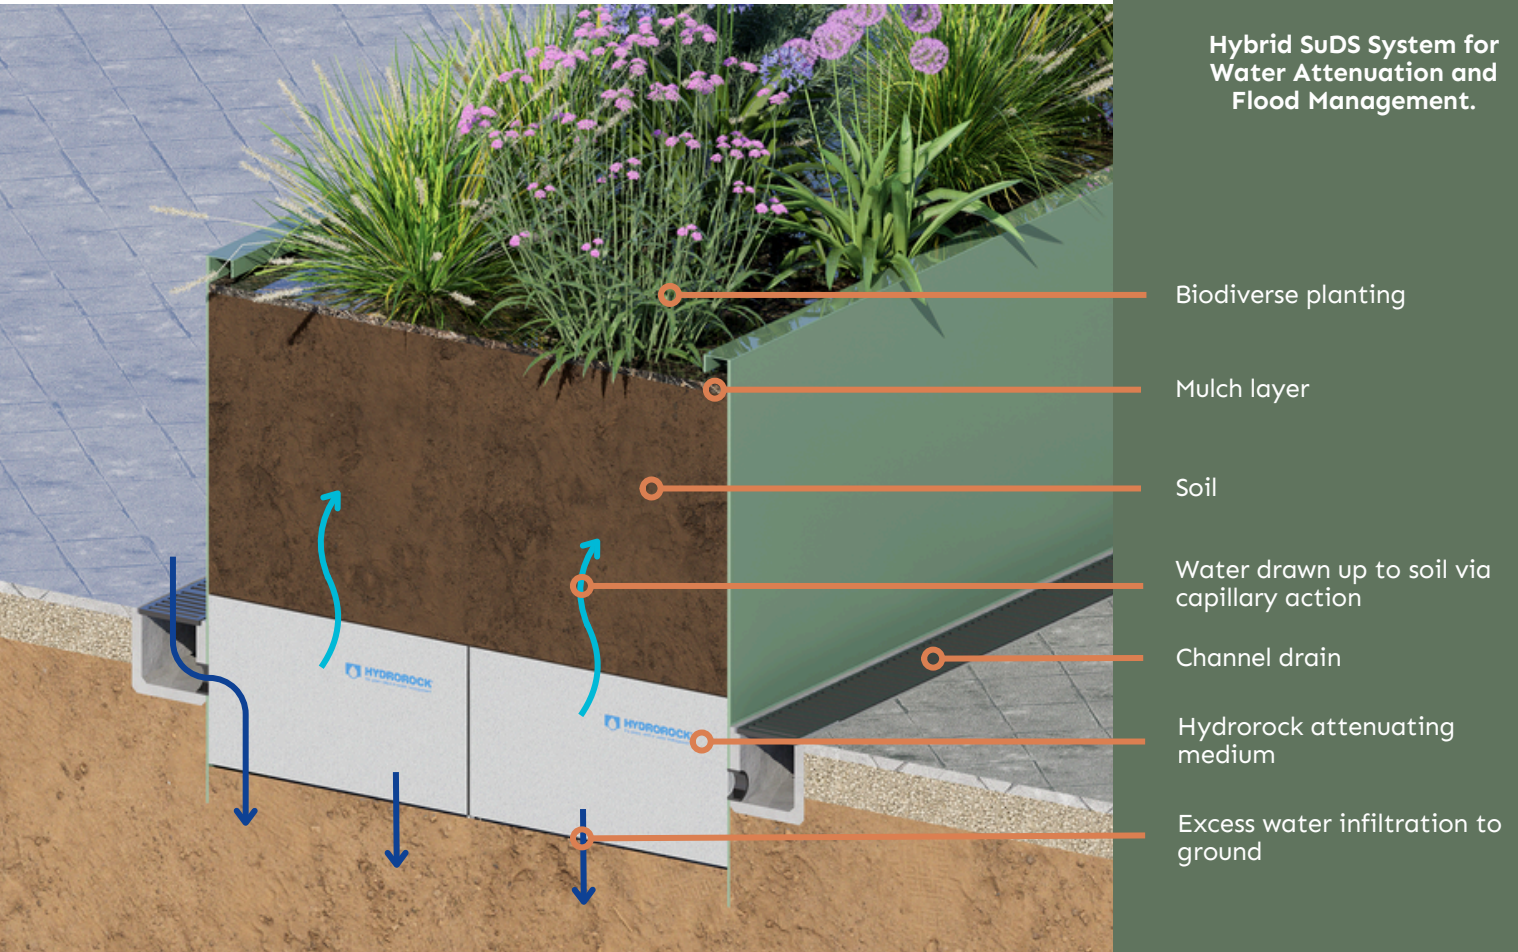 Hybrid SuDS System for
Water Attenuation and
Flood Management.
Biodiverse planting
Mulch layer
Soil
Water drawn up to soil via
capillary action
Channel drain
HYDROROCK
HYDROROCK
Hydrorock attenuating
medium
Excess water infiltration to
ground